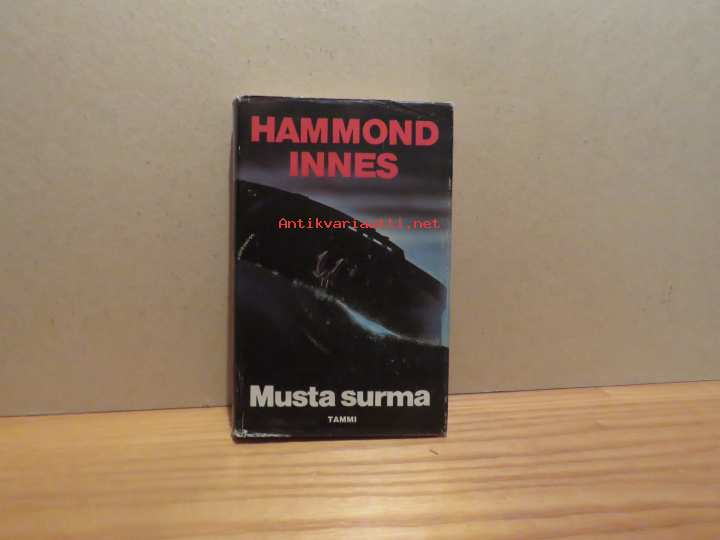 HAMMOND
INNES
Antikvariaatti.net
Musta surma
TAMMI